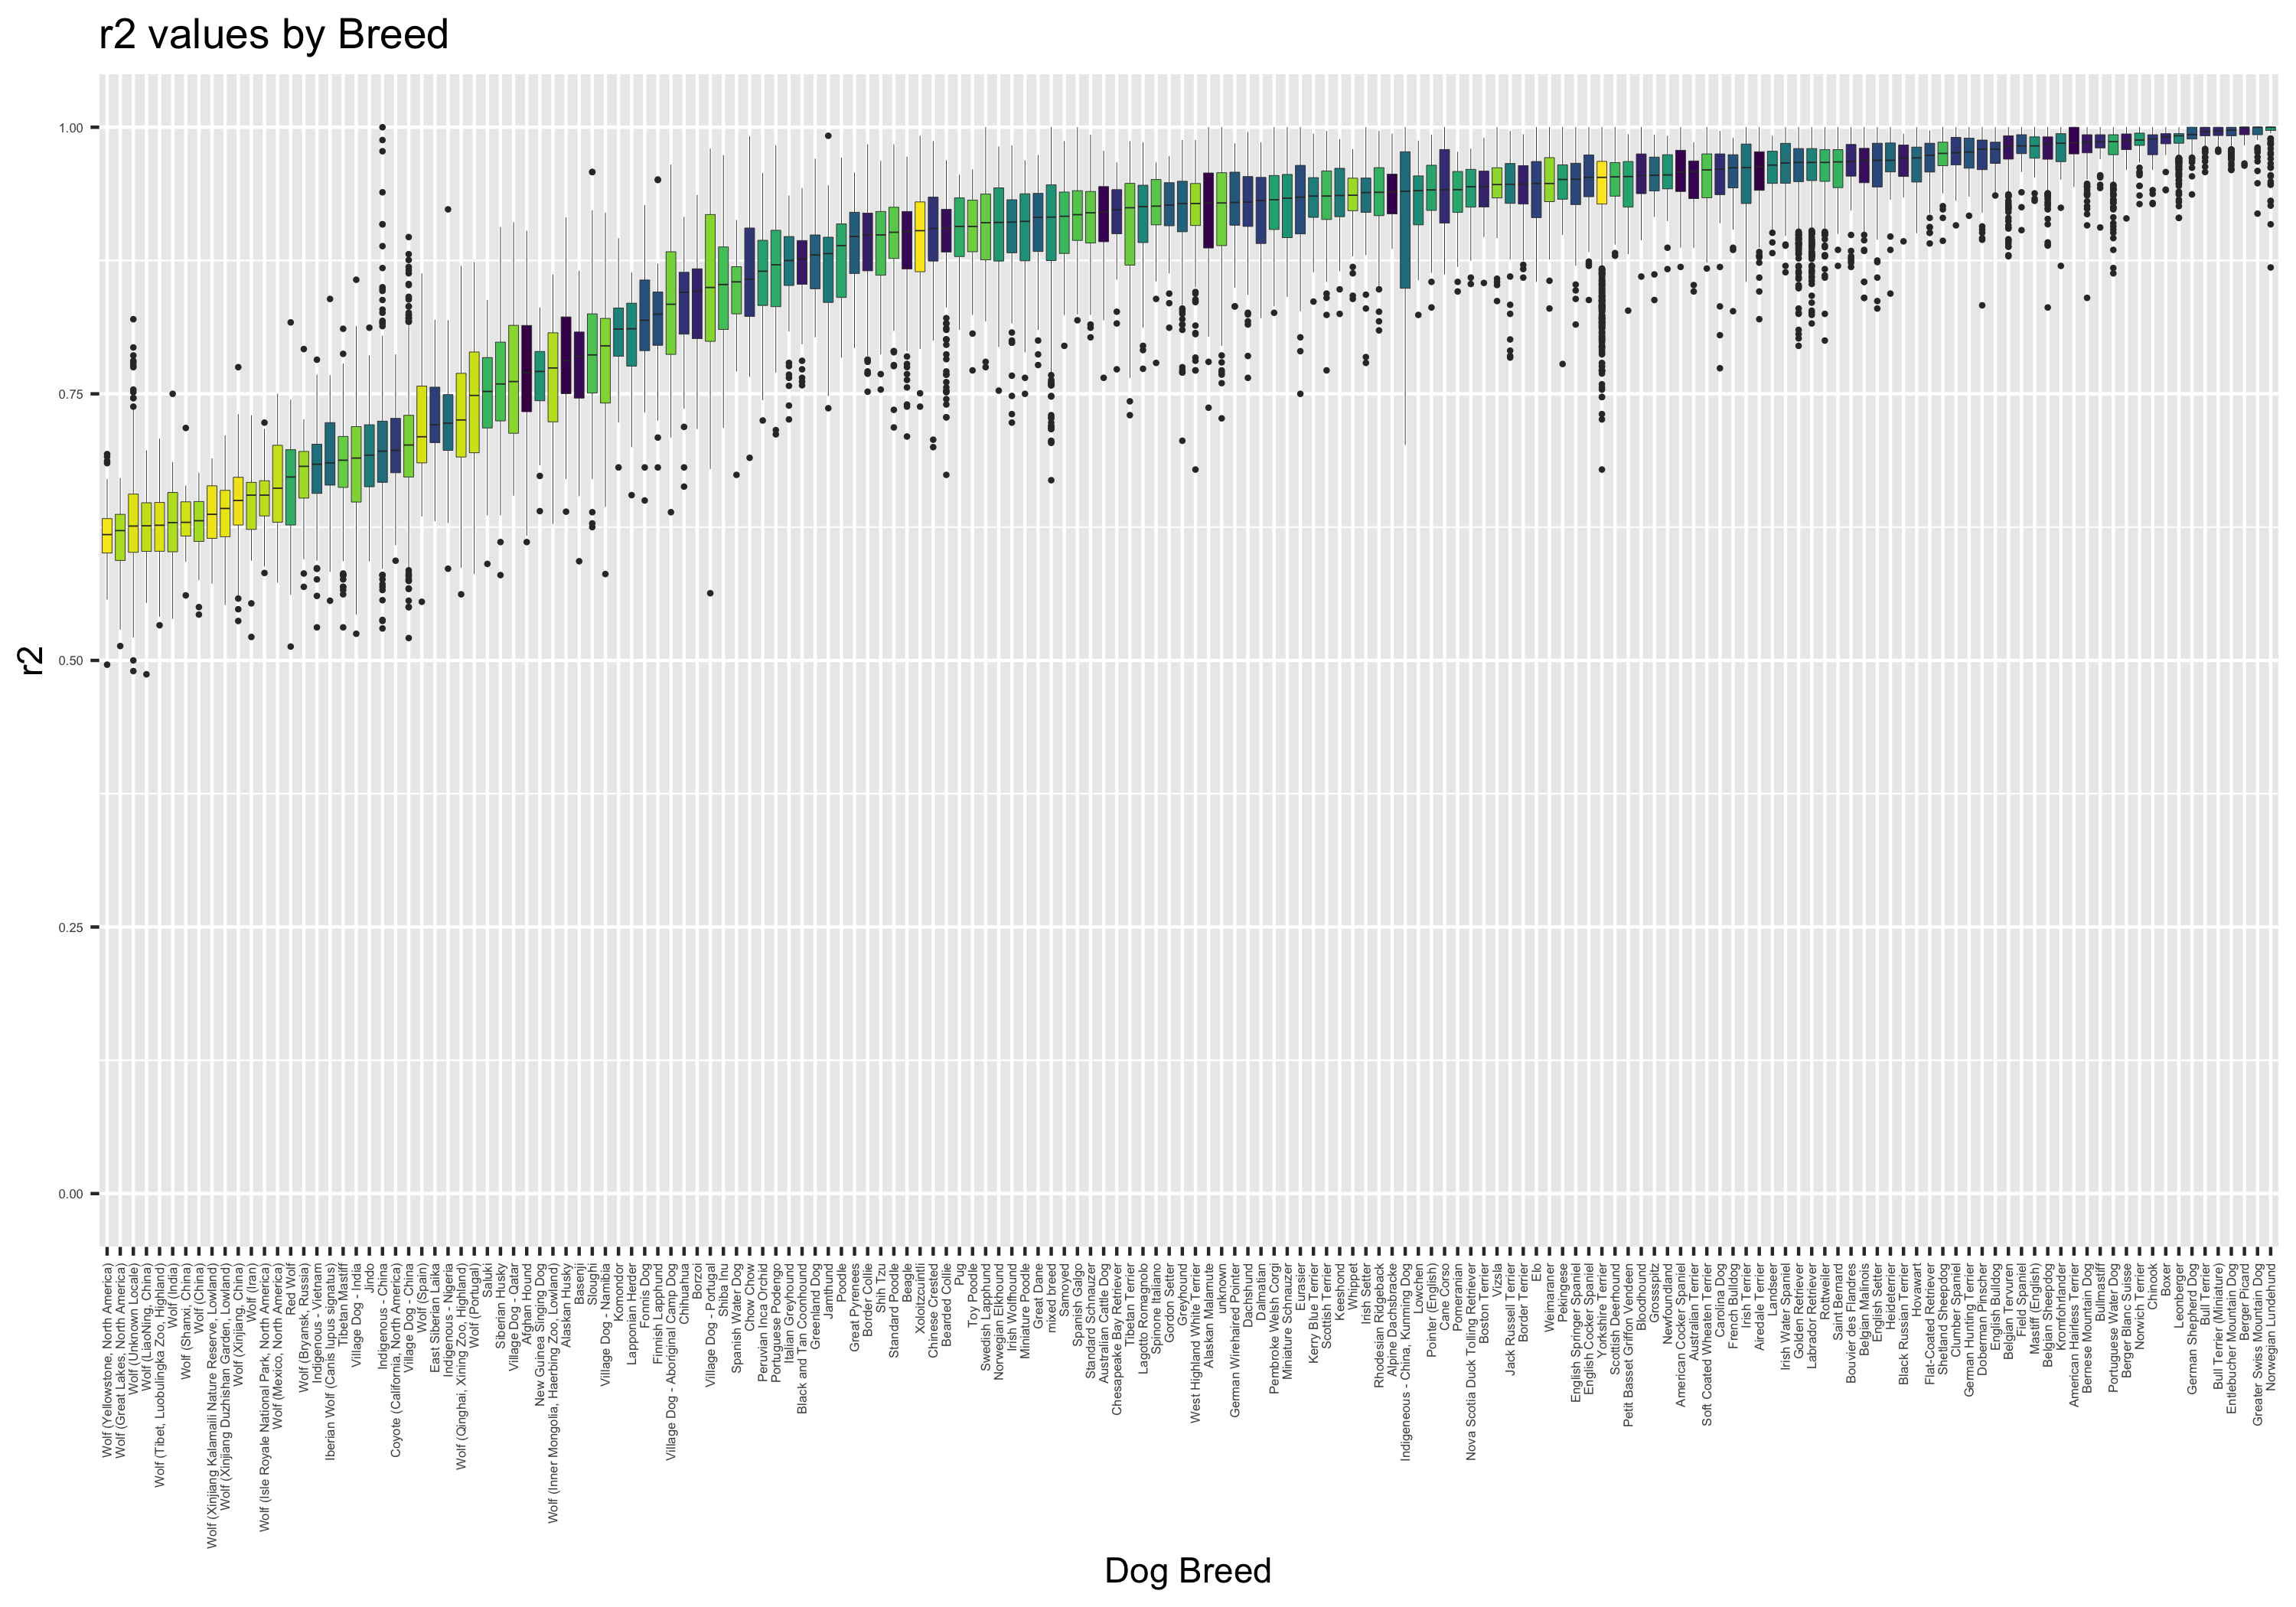 r2 values by Breed
1.00
0.75
0.50
0.25
0.00
r2
Wolf (Yellowstone, North America)
Wolf (Great Lakes, North America)
Wolf (Unknown Locale)
Wolf (LiaoNing, China)
Wolf (Tibet, Luobulingka Zoo, Highland)
Wolf (India)
Wolf (Shanxi, China)
Wolf (China)
Wolf (Xinjiang Kalamaili Nature Reserve, Lowland)
Wolf (Xinjiang Duzhishan Garden, Lowland)
Wolf (Xinjiang, China)
Wolf (Iran)
Wolf (Isle Royale National Park, North America)
Wolf (Mexico, North America)
Red Wolf
Wolf (Bryansk, Russia)
Indigenous - Vietnam
Iberian Wolf (Canis lupus signatus)
Tibetan Mastiff
Village Dog - India
Jindo
Indigenous - China
Coyote (California, North America)
Village Dog - China
Wolf (Spain)
East Siberian Laika
Indigenous - Nigeria
Wolf (Qinghai, Xining Zoo, Highland)
Wolf (Portugal)
Saluki
Siberian Husky
Village Dog - Qatar
Afghan Hound
New Guinea Singing Dog
Wolf (Inner Mongolia, Haerbing Zoo, Lowland)
Alaskan Husky
Basenji
Sloughi
Village Dog - Namibia
Komondor
Lapponian Herder
Fonnis Dog
Finnish Lapphund
Village Dog - Aboriginal Camp Dog
Chihuahua
Borzoi
Village Dog - Portugal
Shiba Inu
Spanish Water Dog
Chow Chow
Peruvian Inca Orchid
Portuguese Podengo
Italian Greyhound
Black and Tan Coonhound
Greenland Dog
Jamthund
Poodle
Great Pyrenees
Border Collie
Shih Tzu
Standard Poodle
Beagle
Xoloitzcuintli
Chinese Crested
Bearded Collie
Pug
Toy Poodle
Swedish Lapphund
Norwegian Elkhound
Irish Wolfhound
Miniature Poodle
Great Dane
mixed breed
Samoyed
Spanish Galgo
Standard Schnauzer
Australian Cattle Dog
Chesapeake Bay Retriever
Tibetan Terrier
Lagotto Romagnolo
Spinone Italiano
Gordon Setter
Greyhound
West Highland White Terrier
Alaskan Malamute
unknown
German Wirehaired Pointer
Dachshund
Dalmatian
Pembroke Welsh Corgi
Miniature Schnauzer
Eurasier
Kerry Blue Terrier
Scottish Terrier
Keeshond
Whippet
Irish Setter
Rhodesian Ridgeback
Alpine Dachsbracke
Indigeneous - China, Kunming Dog
Lowchen
Pointer (English)
Cane Corso
Pomeranian
Nova Scotia Duck Tolling Retriever
Boston Terrier
Vizsla
Jack Russell Terrier
Border Terrier
Elo
Weimaraner
Pekingese
English Springer Spaniel
English Cocker Spaniel
Yorkshire Terrier
Scottish Deerhound
Petit Basset Griffon Vendeen
Bloodhound
Grossspitz
Newfoundland
American Cocker Spaniel
Australian Terrier
Soft Coated Wheaten Terrier
Carolina Dog
French Bulldog
Irish Terrier
Airedale Terrier
Landseer
Irish Water Spaniel
Golden Retriever
Labrador Retriever
Rottweiler
Saint Bernard
Bouvier des Flandres
Belgian Malinois
English Setter
Heideterrier
Black Russian Terrier
Hovawart
Flat-Coated Retriever
Shetland Sheepdog
Clumber Spaniel
German Hunting Terrier
Doberman Pinscher
English Bulldog
Belgian Tervuren
Field Spaniel
Mastiff (English)
Belgian Sheepdog
Kromfohrlander
American Hairless Terrier
Bernese Mountain Dog
Bullmastiff
Portuguese Water Dog
Berger Blanc Suisse
Norwich Terrier
Chinook
Boxer
Leonberger
German Shepherd Dog
Bull Terrier
Bull Terrier (Miniature)
Entlebucher Mountain Dog
Berger Picard
Greater Swiss Mountain Dog
Norwegian Lundehund
Dog Breed